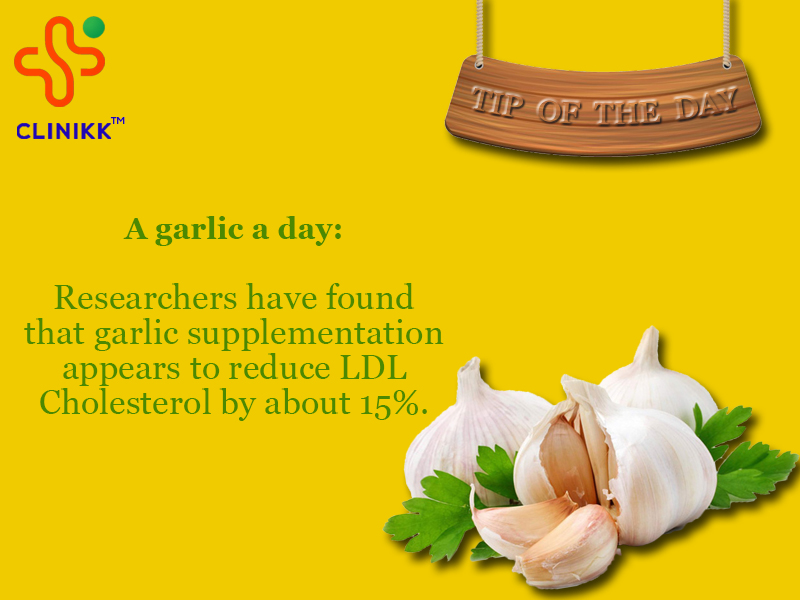 CLINIKK™
TIP OF THE DAY
A garlic a day:
Researchers have found
that garlic supplementation
appears to reduce LDL
Cholesterol by about 15%.